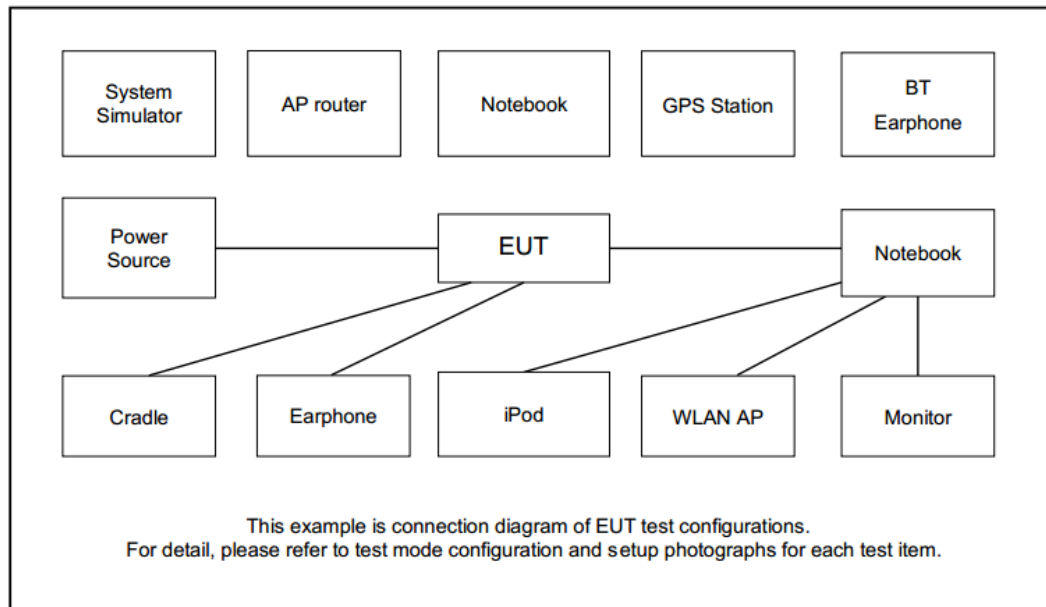 System
Simulator
AP router
Notebook
GPS Station
BT
Earphone
Power
Source
EUT
Notebook
Cradle
Earphone
iPod
WLAN AP
Monitor
This example is connection diagram of EUT test configurations.
For detail, please refer to test mode configuration and setup photographs for each test item.